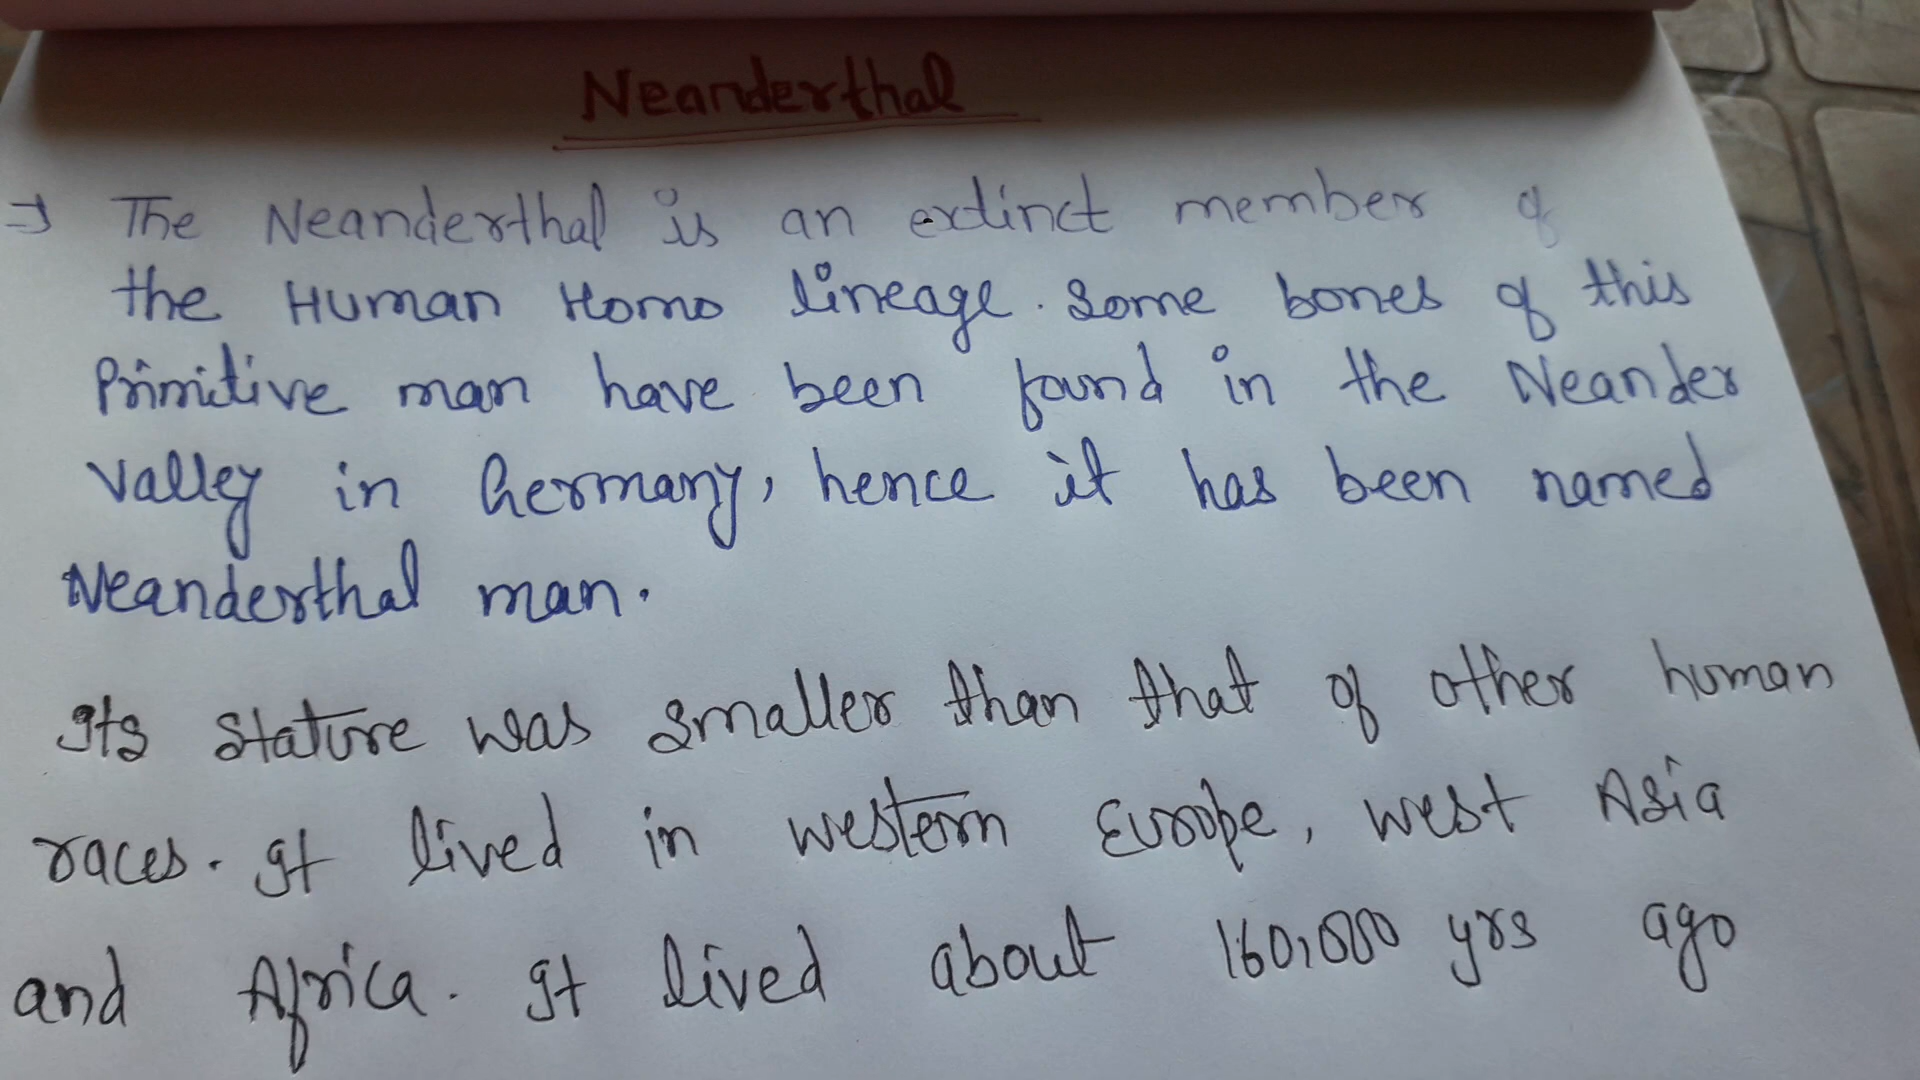 Neanderthal
⇒ The Neanderthal is an extinct member of
the Human Homo lineage. Some bones of this
Primitive man have been found in the Neander
valley in Germany, hence it has been named
Neanderthal man.
Its stature was smaller than that of other human
races. It lived in western Europe, west Asia
and Africa. It lived about 160,000 yrs ago